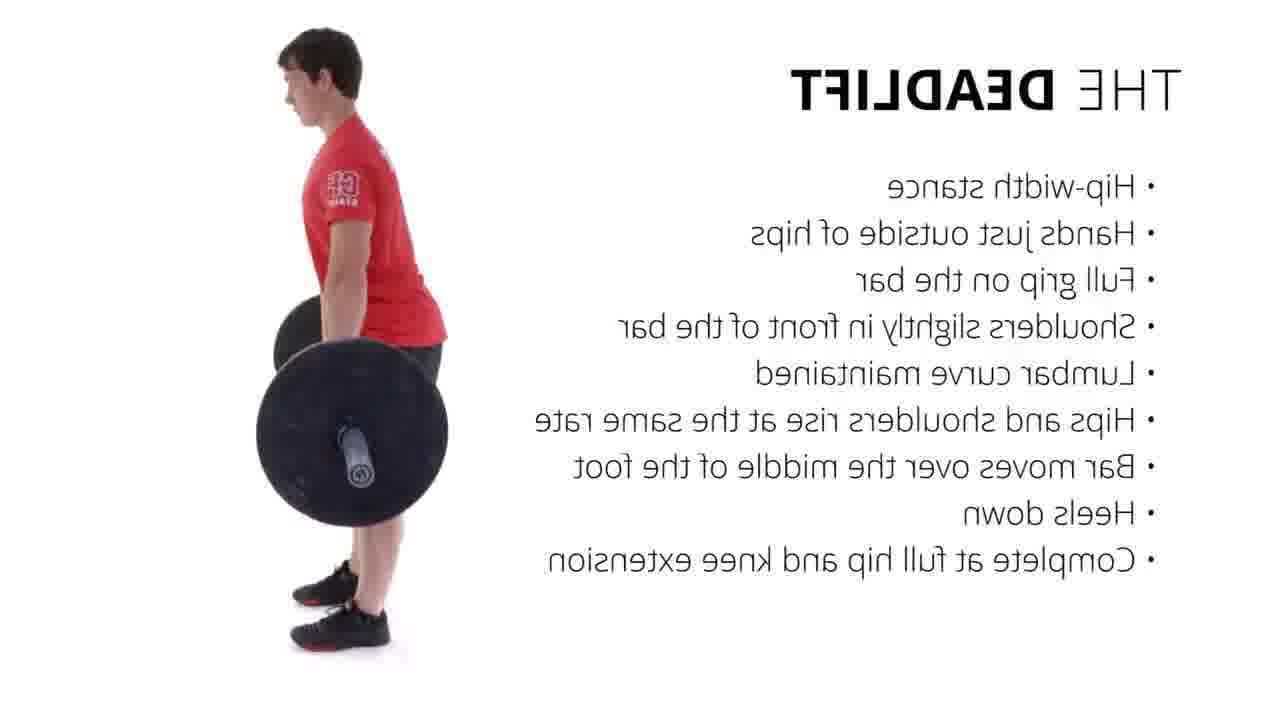 THE DEADLIFT
• Hip-width stance
• Hands just outside of hips
• Full grip on the bar
• Shoulders slightly in front of the bar
• Lumbar curve maintained
• Hips and shoulders rise at the same rate
• Bar moves over the middle of the foot
• Heels down
• Complete at full hip and knee extension